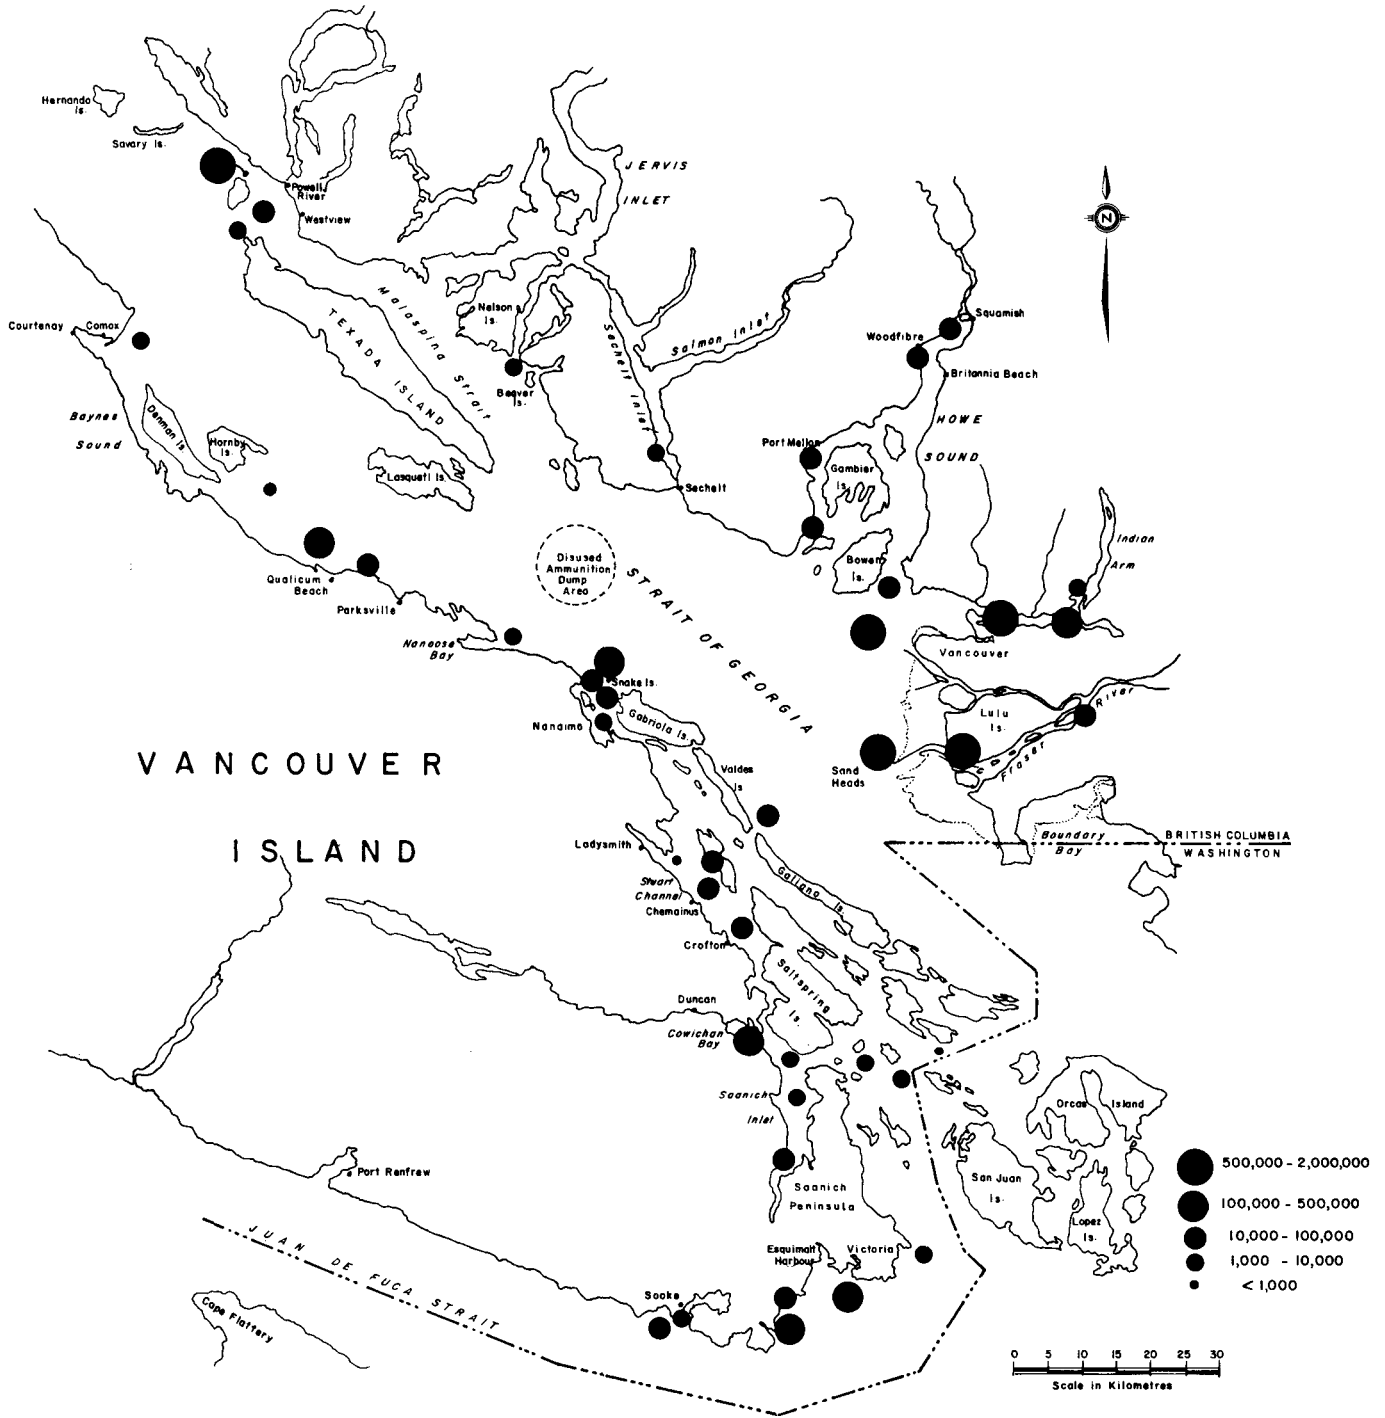 Hernando
Is.
Savary Is.
Powell
River
Westview
JERVIS
INLET
N
Malaspina Strait
TEXADA ISLAND
Nelson
Is.
Sechelt Inlet
Salmon Inlet
Squamish
Woodfibre
Britannia Beach
Courtenay
Comox
Beaver
Is.
Baynes
Sound
Denman Is.
Hornby
Is.
Lasqueti Is.
Sechelt
Port Mellon
Gambier
Is.
HOWE
SOUND
Indian
Arm
Bowen
Is.
Disused
Ammunition
Dump
Area
STRAIT OF GEORGIA
Qualicum
Beach
Parksville
Nanoose
Bay
Vancouver
Snake Is.
Gabriola Is.
Nanaimo
Lulu
Is.
Fraser River
Sand
Heads
VANCOUVER
ISLAND
Valdes
Is
Boundary
Bay
BRITISH COLUMBIA
WASHINGTON
Ladysmith
Stuart
Channel
Chemainus
Galiano Is.
Crofton
Saltspring
Is.
Duncan
Cowichan
Bay
Saanich
Inlet
Orcas Island
San Juan
Is.
Lopez
Is.
Port Renfrew
Saanich
Peninsula
Esquimalt
Harbour
Victoria
JUAN DE FUCA STRAIT
Sooke
Cape Flattery
500,000 - 2,000,000
100,000 - 500,000
10,000 - 100,000
1,000 - 10,000
< 1,000
0 5 10 15 20 25 30
Scale in Kilometres